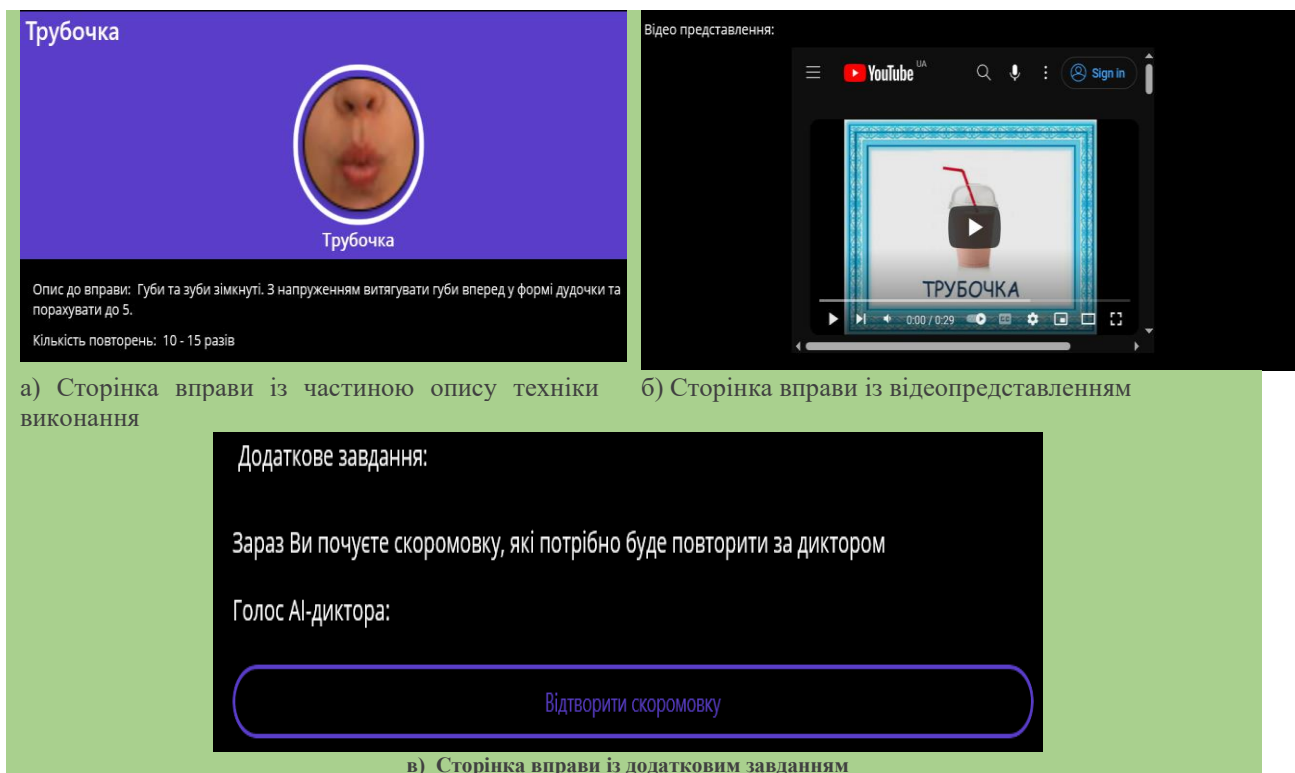 Трубочка
Трубочка
Опис до вправи: Губи та зуби зімкнуті. З напруженням витягувати губи вперед у формі дудочки та
порахувати до 5.
Кількість повторень: 10 - 15 разів
Відео представлення:
YouTube UA
Sign in
ТРУБОЧКА
0:00 / 0:29
а) Сторінка вправи із частиною опису техніки
виконання
б) Сторінка вправи із відеопредставленням
Додаткове завдання:
Зараз Ви почуєте скоромовку, які потрібно буде повторити за диктором
Голос АІ-диктора:
Відтворити скоромовку
в) Сторінка вправи із додатковим завданням